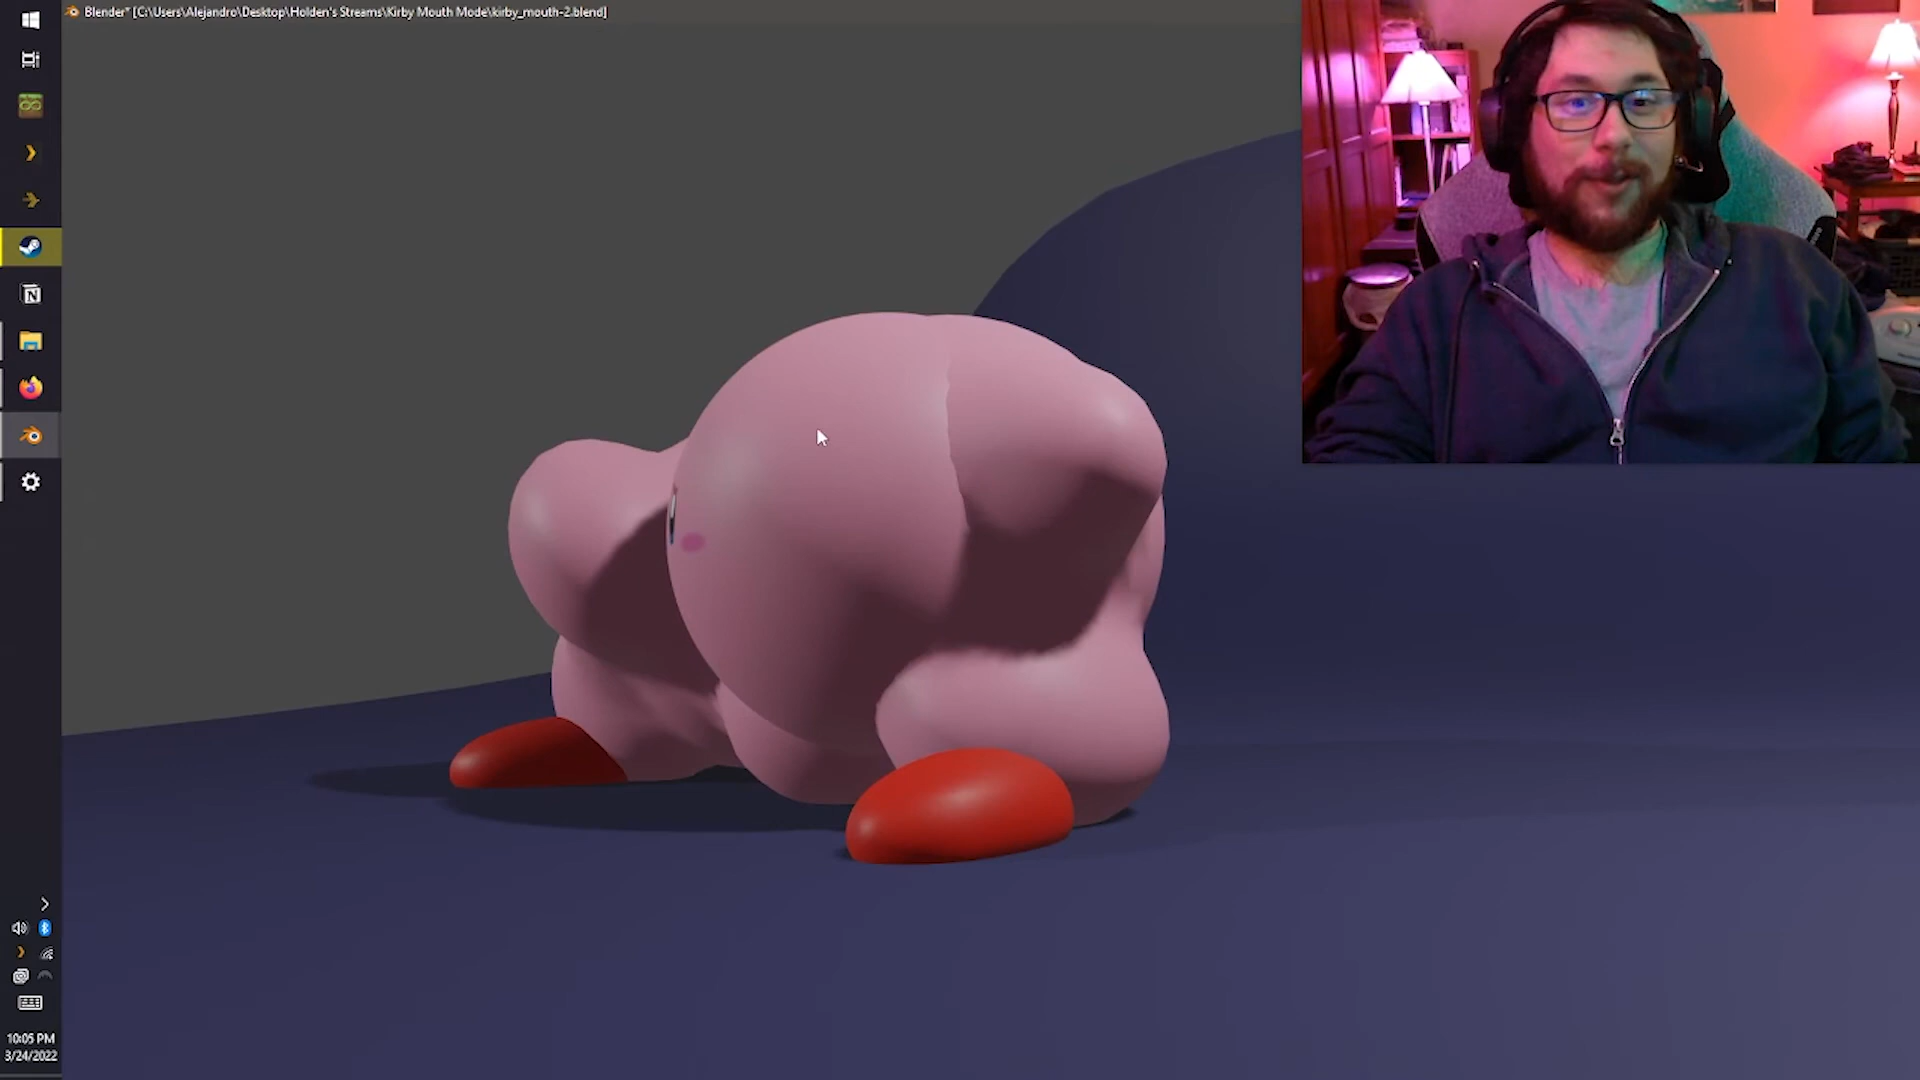 Blender* [C:\Users\Alejandro\Desktop\Holden's Streams\Kirby Mouth Mode\kirby_mouth-2.blend]
10:05 PM
3/24/2022